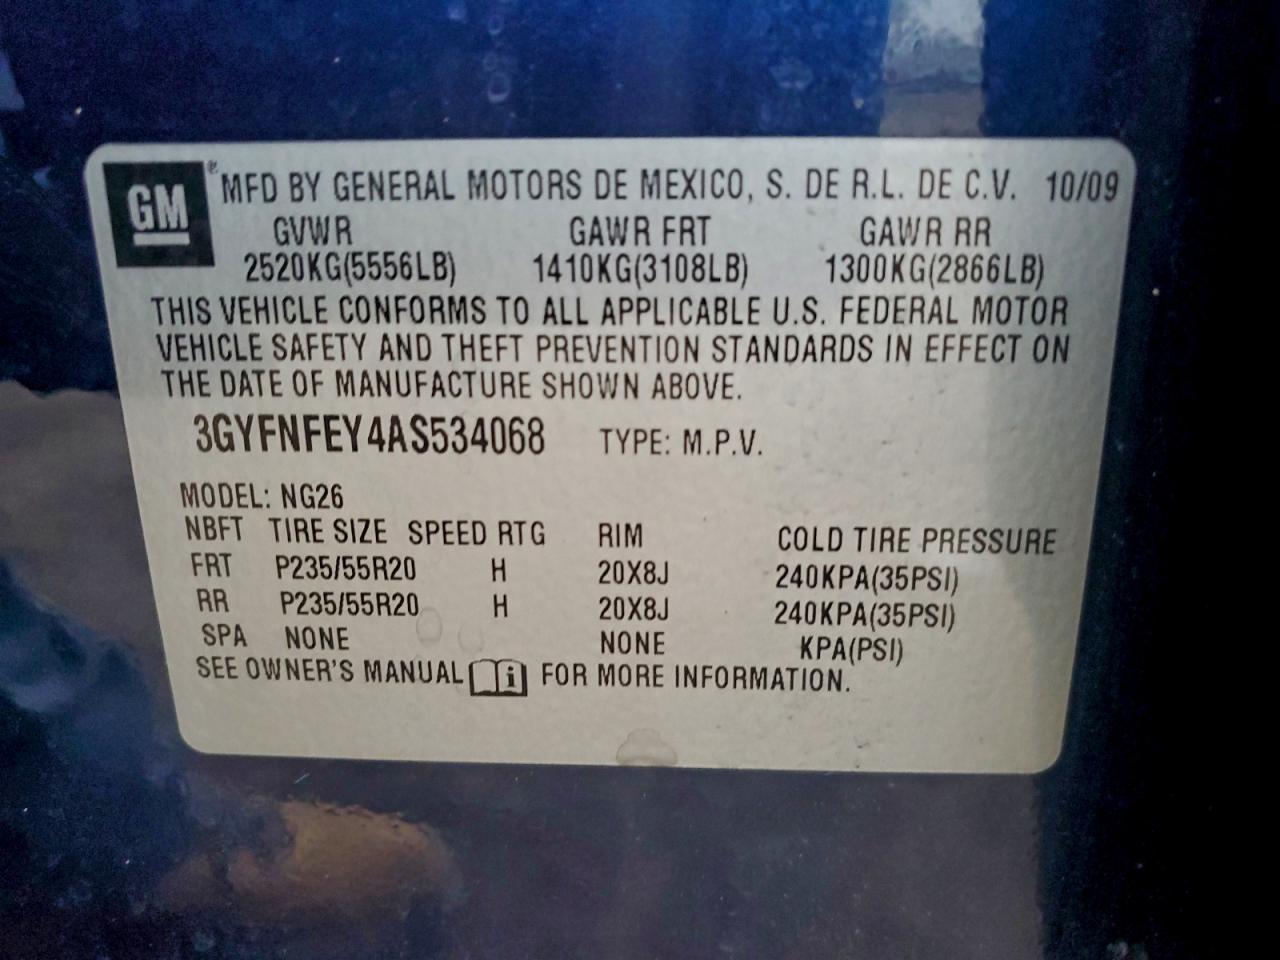 GM ® MFD BY GENERAL MOTORS DE MEXICO, S. DE R.L. DE C.V. 10/09
GVWR GAWR FRT GAWR RR
2520KG(5556LB) 1410KG(3108LB) 1300KG(2866LB)
THIS VEHICLE CONFORMS TO ALL APPLICABLE U.S. FEDERAL MOTOR
VEHICLE SAFETY AND THEFT PREVENTION STANDARDS IN EFFECT ON
THE DATE OF MANUFACTURE SHOWN ABOVE.
3GYFNFEY4AS534068 TYPE: M.P.V.
MODEL: NG26
NBFT TIRE SIZE SPEED RTG RIM COLD TIRE PRESSURE
FRT P235/55R20 H 20X8J 240KPA(35PSI)
RR P235/55R20 H 20X8J 240KPA(35PSI)
SPA NONE NONE KPA(PSI)
SEE OWNER'S MANUAL i FOR MORE INFORMATION.